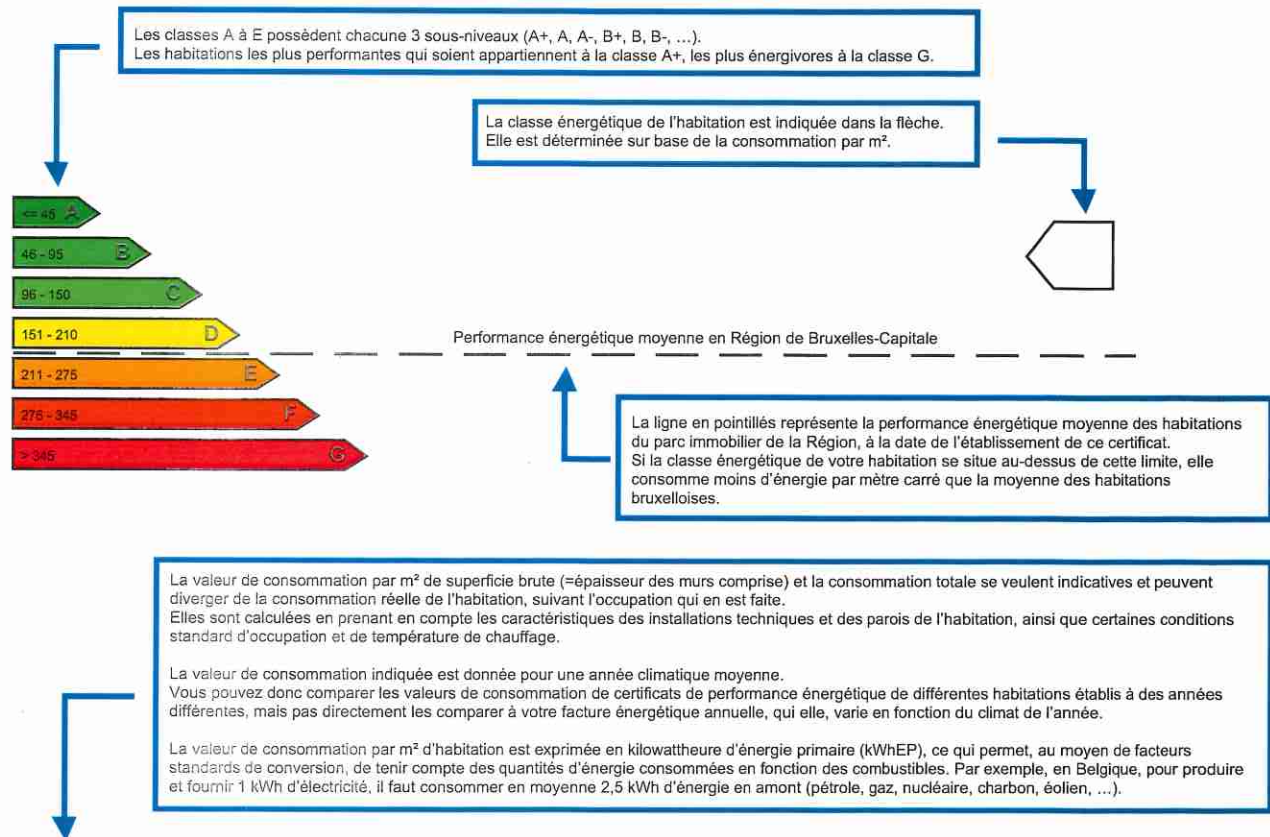 Les classes A à E possèdent chacune 3 sous-niveaux (A+, A, A-, B+, B, B-, ...).
Les habitations les plus performantes qui soient appartiennent à la classe A+, les plus énergivores à la classe G.
La classe énergétique de l'habitation est indiquée dans la flèche.
Elle est déterminée sur base de la consommation par m².
<= 45 A
46 - 95 B
96 - 150 C
151 - 210 D
Performance énergétique moyenne en Région de Bruxelles-Capitale
211 - 275 E
276 - 345 F
> 345 G
La ligne en pointillés représente la performance énergétique moyenne des habitations
du parc immobilier de la Région, à la date de l'établissement de ce certificat.
Si la classe énergétique de votre habitation se situe au-dessus de cette limite, elle
consomme moins d'énergie par mètre carré que la moyenne des habitations
bruxelloises.
La valeur de consommation par m² de superficie brute (=épaisseur des murs comprise) et la consommation totale se veulent indicatives et peuvent
diverger de la consommation réelle de l'habitation, suivant l'occupation qui en est faite.
Elles sont calculées en prenant en compte les caractéristiques des installations techniques et des parois de l'habitation, ainsi que certaines conditions
standard d'occupation et de température de chauffage.
La valeur de consommation indiquée est donnée pour une année climatique moyenne.
Vous pouvez donc comparer les valeurs de consommation de certificats de performance énergétique de différentes habitations établis à des années
différentes, mais pas directement les comparer à votre facture énergétique annuelle, qui elle, varie en fonction du climat de l'année.
La valeur de consommation par m² d'habitation est exprimée en kilowattheure d'énergie primaire (kWhEP), ce qui permet, au moyen de facteurs
standards de conversion, de tenir compte des quantités d'énergie consommées en fonction des combustibles. Par exemple, en Belgique, pour produire
et fournir 1 kWh d'électricité, il faut consommer en moyenne 2,5 kWh d'énergie en amont (pétrole, gaz, nucléaire, charbon, éolien, ...).